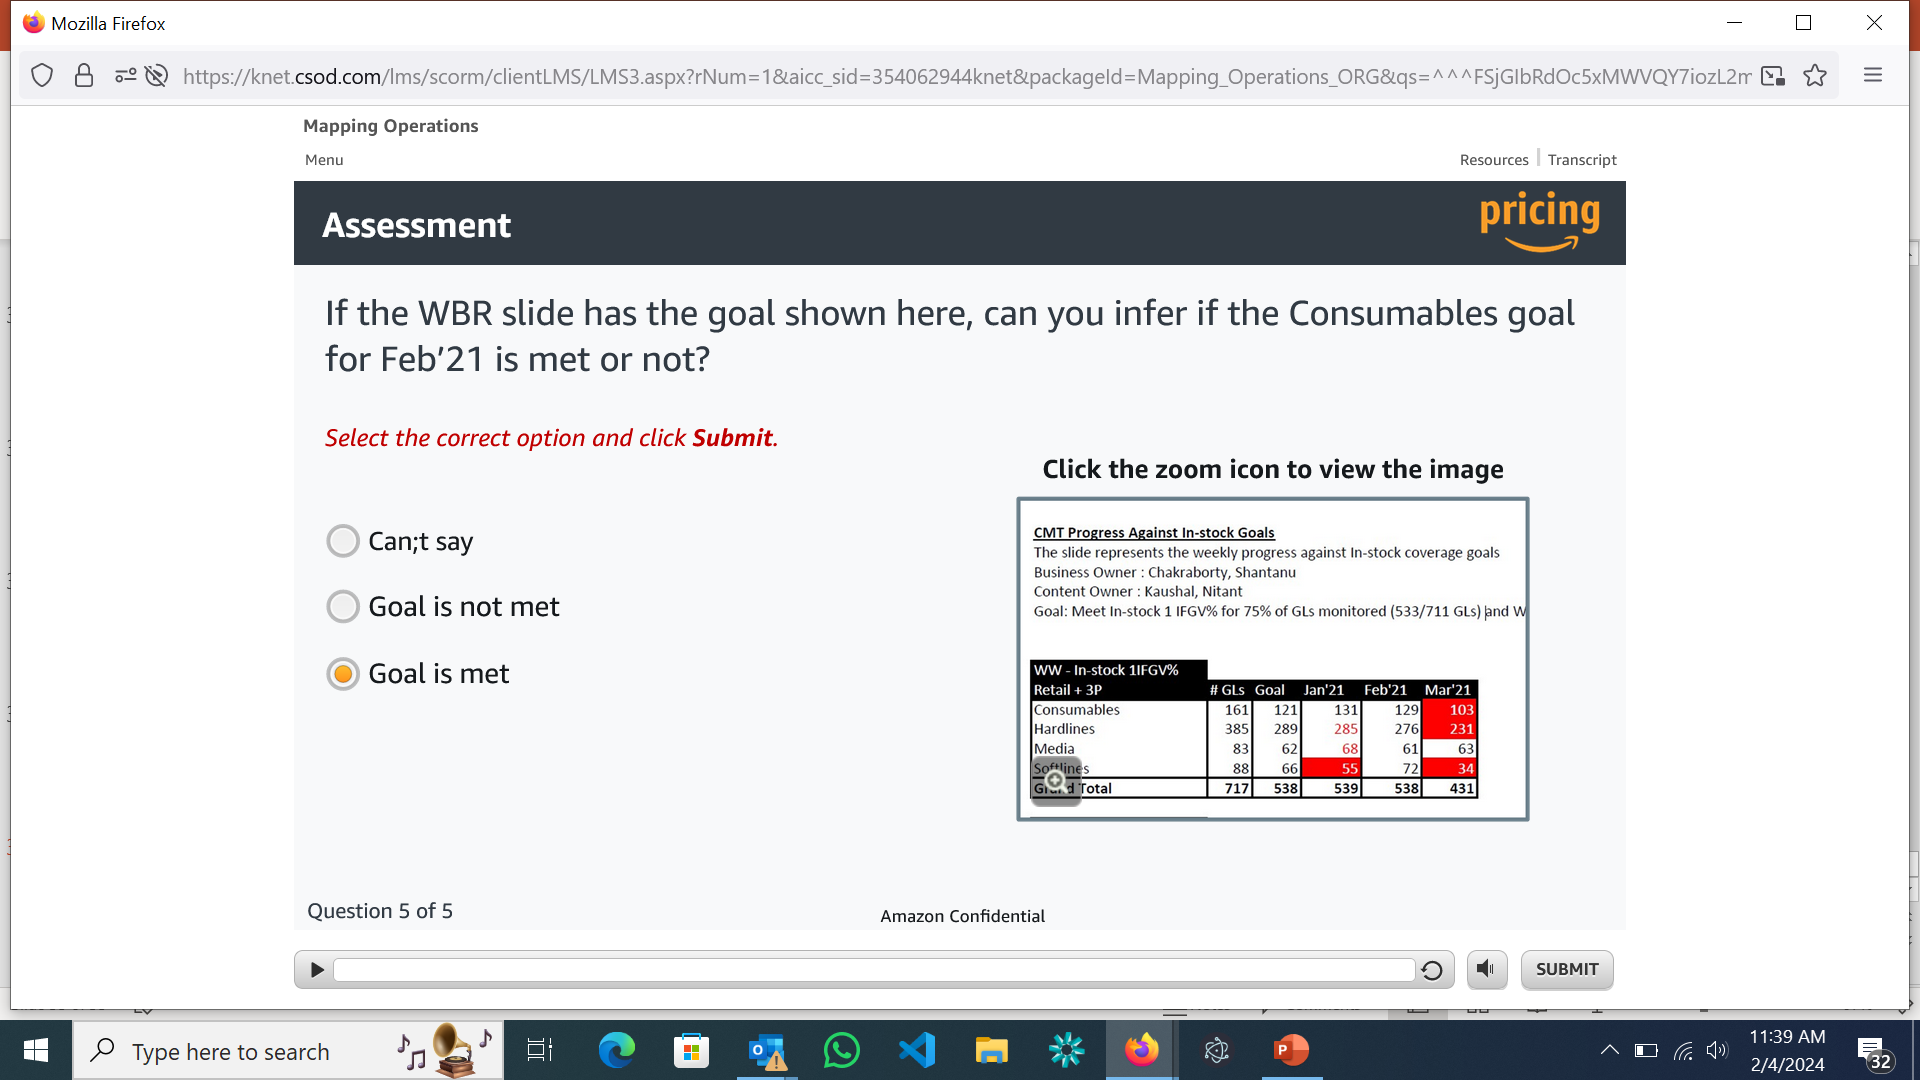 Mozilla Firefox
https://knet.csod.com/lms/scorm/clientLMS/LMS3.aspx?rNum=1&aicc_sid=354062944knet&packageId=Mapping_Operations_ORG&qs=^^^FSjGIbRdOc5xMWVQY7iozL2m
Mapping Operations
Menu
Resources
Transcript
Assessment
pricing
If the WBR slide has the goal shown here, can you infer if the Consumables goal
for Feb’21 is met or not?
Select the correct option and click Submit.
Click the zoom icon to view the image
Can;t say
Goal is not met
Goal is met
CMT Progress Against In-stock Goals
The slide represents the weekly progress against In-stock coverage goals
Business Owner : Chakraborty, Shantanu
Content Owner : Kaushal, Nitant
Goal: Meet In-stock 1 IFGV% for 75% of GLs monitored (533/711 GLs) and W
WW - In-stock 1IFGV%
Retail + 3P # GLs Goal Jan'21 Feb'21 Mar'21
Consumables 161 121 131 129 103
Hardlines 385 289 285 276 231
Media 83 62 68 61 63
Softlines 88 66 55 72 34
Grand Total 717 538 539 538 431
Question 5 of 5
Amazon Confidential
SUBMIT
Type here to search
11:39 AM
2/4/2024
32